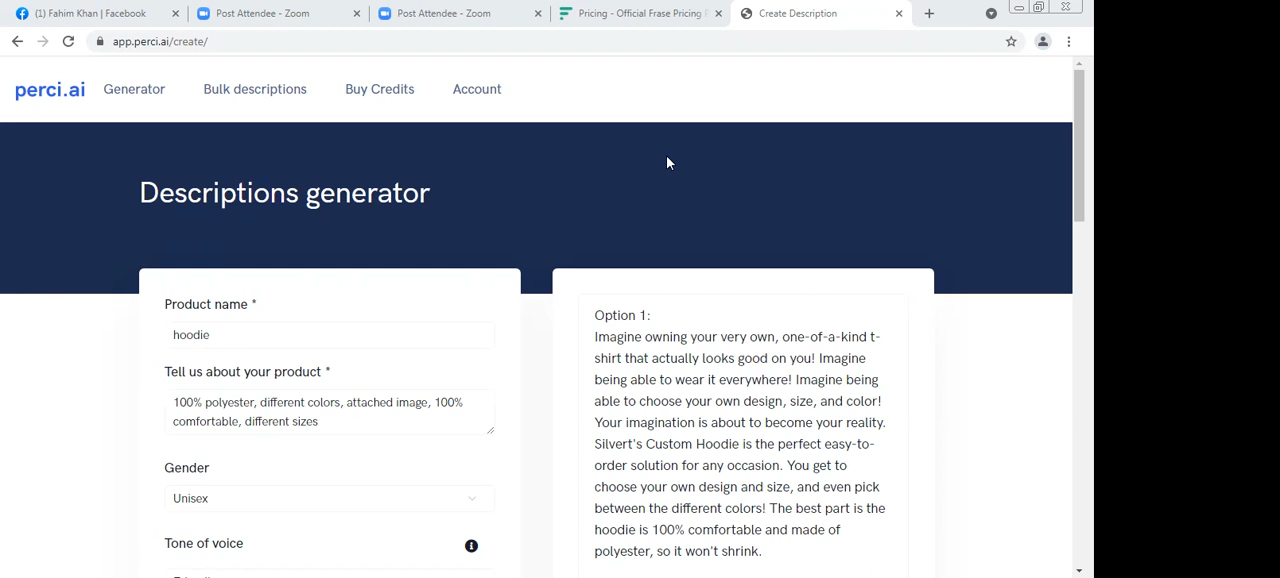 (1) Fahim Khan | Facebook
Post Attendee - Zoom
Post Attendee - Zoom
Pricing - Official Frase Pricing
Create Description
app.perci.ai/create/
perci.ai
Generator
Bulk descriptions
Buy Credits
Account
Descriptions generator
Product name *
hoodie
Tell us about your product *
100% polyester, different colors, attached image, 100%
comfortable, different sizes
Gender
Unisex
Tone of voice
Option 1:
Imagine owning your very own, one-of-a-kind t-
shirt that actually looks good on you! Imagine
being able to wear it everywhere! Imagine being
able to choose your own design, size, and color!
Your imagination is about to become your reality.
Silvert's Custom Hoodie is the perfect easy-to-
order solution for any occasion. You get to
choose your own design and size, and even pick
between the different colors! The best part is the
hoodie is 100% comfortable and made of
polyester, so it won't shrink.